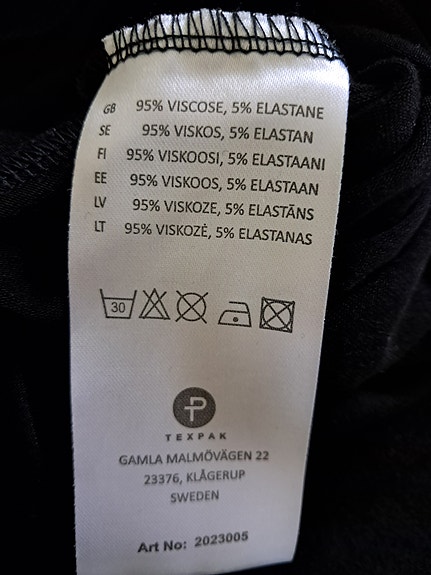 GB 95% VISCOSE, 5% ELASTANE
SE 95% VISKOS, 5% ELASTAN
FI 95% VISKOOSI, 5% ELASTAANI
EE 95% VISKOOS, 5% ELASTAAN
LV 95% VISKOZE, 5% ELASTĀNS
LT 95% VISKOZĖ, 5% ELASTANAS
30
TEXPAK
GAMLA MALMÖVÄGEN 22
23376, KLÅGERUP
SWEDEN
Art No: 2023005